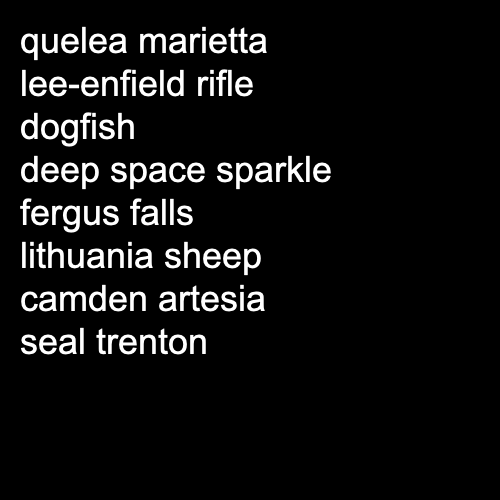 quelea marietta
lee-enfield rifle
dogfish
deep space sparkle
fergus falls
lithuania sheep
camden artesia
seal trenton